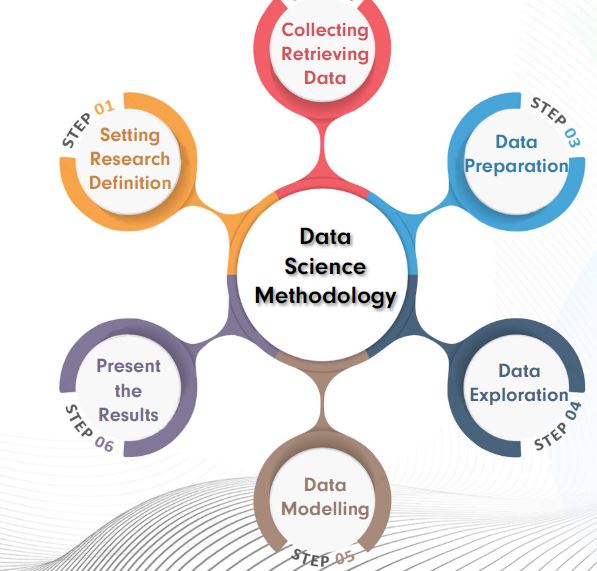 Collecting
Retrieving
Data
STEP 01
Setting
Research
Definition
STEP 03
Data
Preparation
Data
Science
Methodology
Present
the
Results
STEP 06
Data
Exploration
STEP 04
Data
Modelling
STEP 05